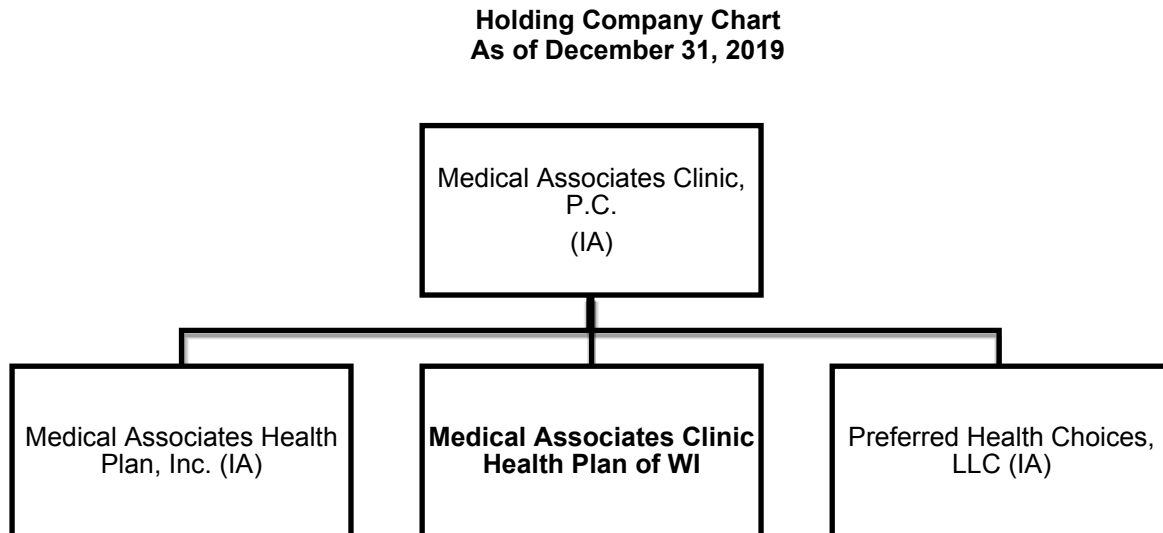 Holding Company Chart
As of December 31, 2019
Medical Associates Clinic,
P.C.
(IA)
Medical Associates Health
Plan, Inc. (IA)
Medical Associates Clinic
Health Plan of WI
Preferred Health Choices,
LLC (IA)